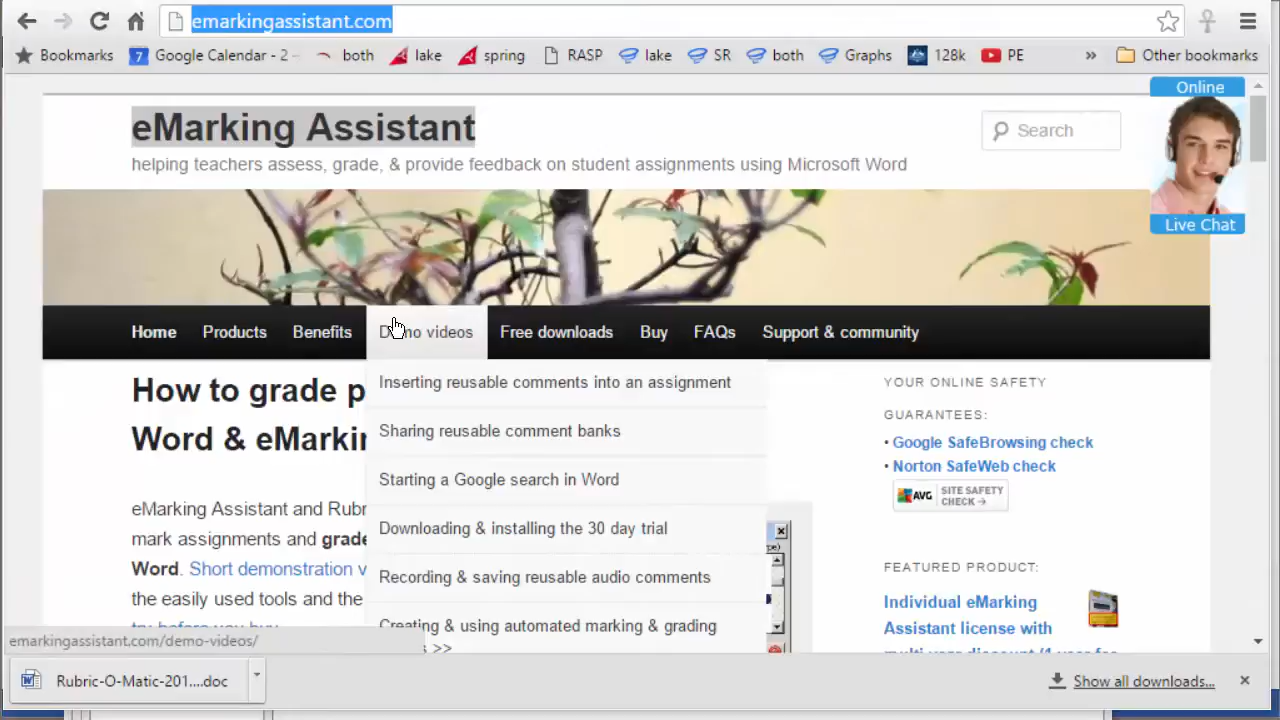 emarkingassistant.com
Bookmarks 7 Google Calendar - 2 - both lake spring RASP lake SR both Graphs 128k PE » Other bookmarks
Online
eMarking Assistant
Search
helping teachers assess, grade, & provide feedback on student assignments using Microsoft Word
Live Chat
Home Products Benefits Demo videos Free downloads Buy FAQs Support & community
How to grade p
Word & eMarkin
Inserting reusable comments into an assignment
Sharing reusable comment banks
Starting a Google search in Word
Downloading & installing the 30 day trial
Recording & saving reusable audio comments
Creating & using automated marking & grading
YOUR ONLINE SAFETY
GUARANTEES:
• Google SafeBrowsing check
• Norton SafeWeb check
AVG SITE SAFETY
CHECK →
eMarking Assistant and Rubr
mark assignments and grade
Word. Short demonstration v
the easily used tools and the
try before you buy
s >>
FEATURED PRODUCT:
Individual eMarking
Assistant license with
emarkingassistant.com/demo-videos/
Rubric-O-Matic-201....doc
Show all downloads...